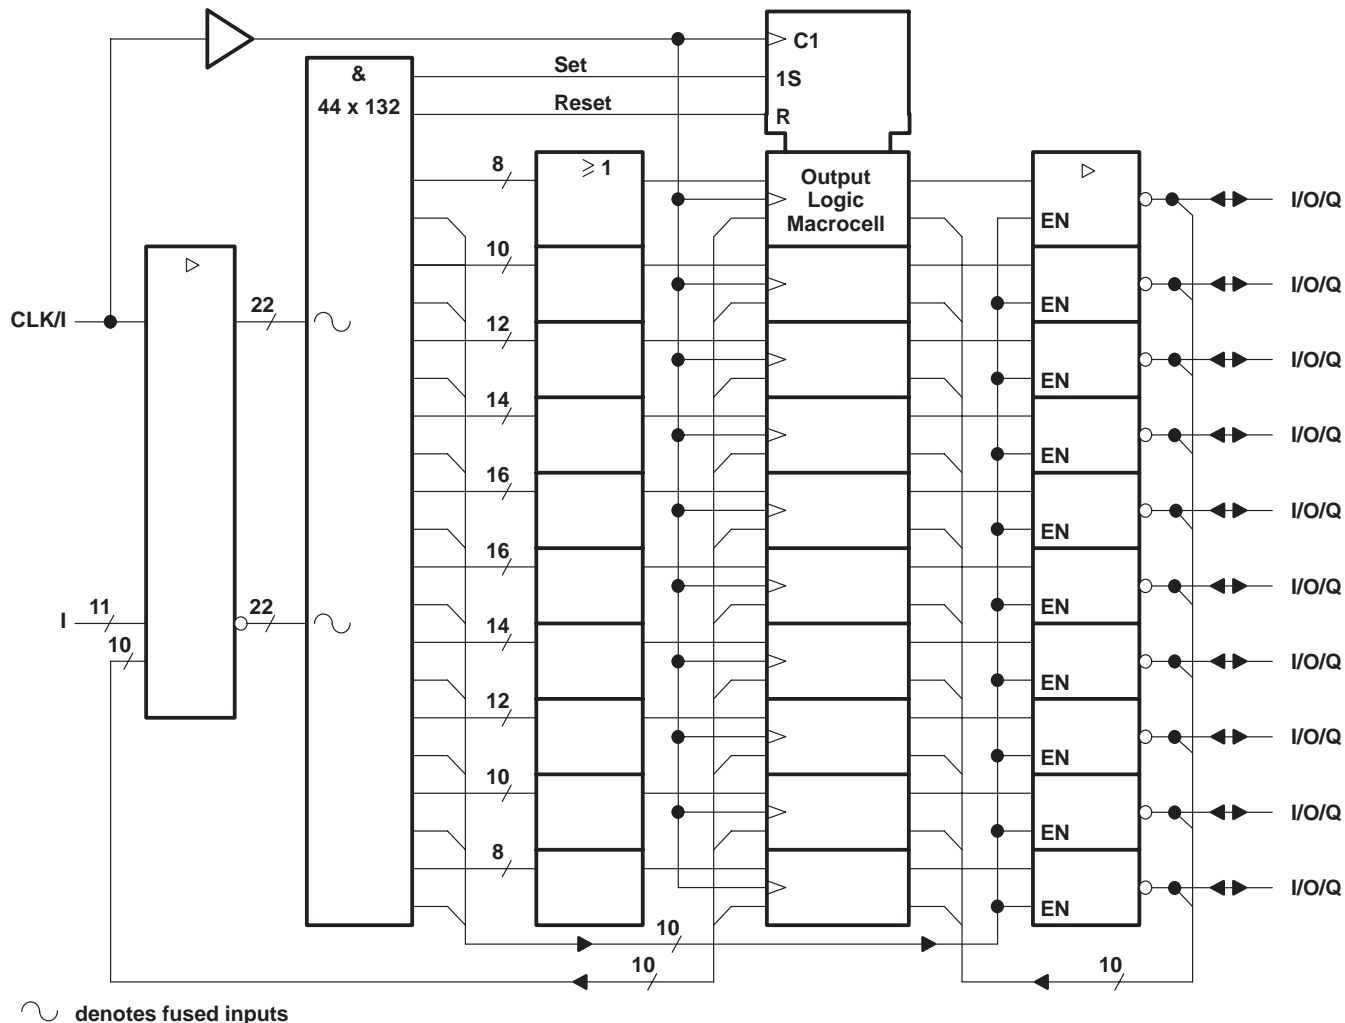 C1
Set
1S
Reset
R
&
44 x 132
8
≥ 1
Output
Logic
Macrocell
EN
I/O/Q
10
EN
I/O/Q
CLK/I
22
12
EN
I/O/Q
14
EN
I/O/Q
16
EN
I/O/Q
16
EN
I/O/Q
I
11
10
22
14
EN
I/O/Q
12
EN
I/O/Q
10
EN
I/O/Q
8
EN
I/O/Q
10
10
10
denotes fused inputs